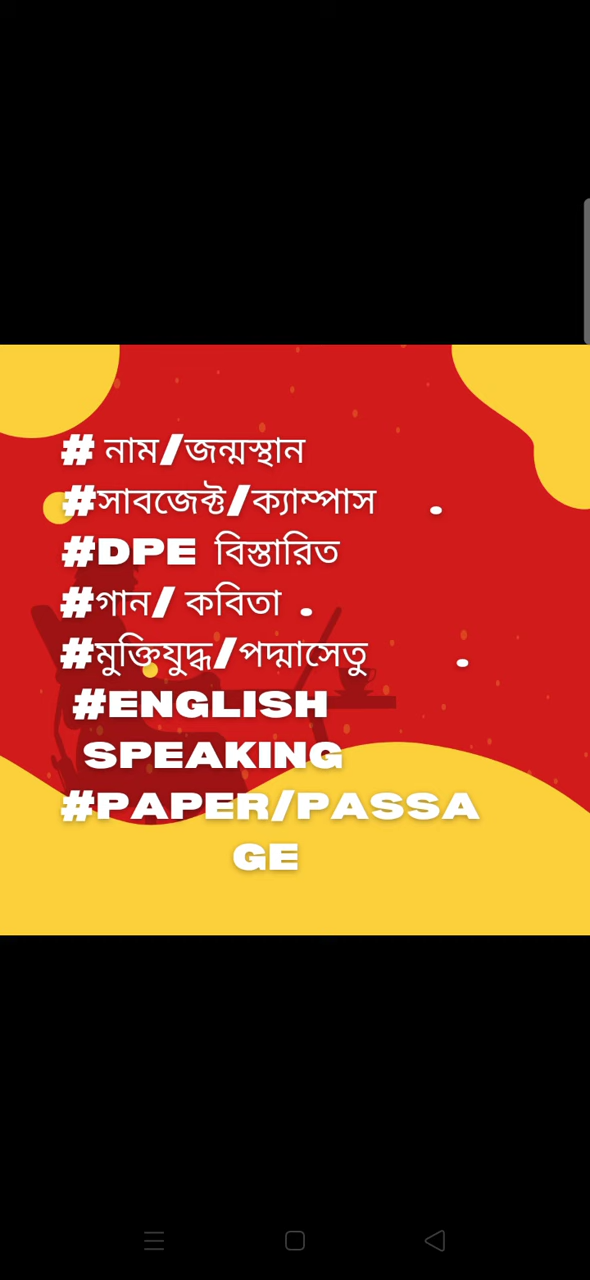 # নাম/জন্মস্থান
#সাবজেক্ট/ক্যাম্পাস .
#DPE বিস্তারিত
#গান/ কবিতা .
#মুক্তিযুদ্ধ/পদ্মাসেতু .
#ENGLISH
SPEAKING
#PAPER/PASSA
GE